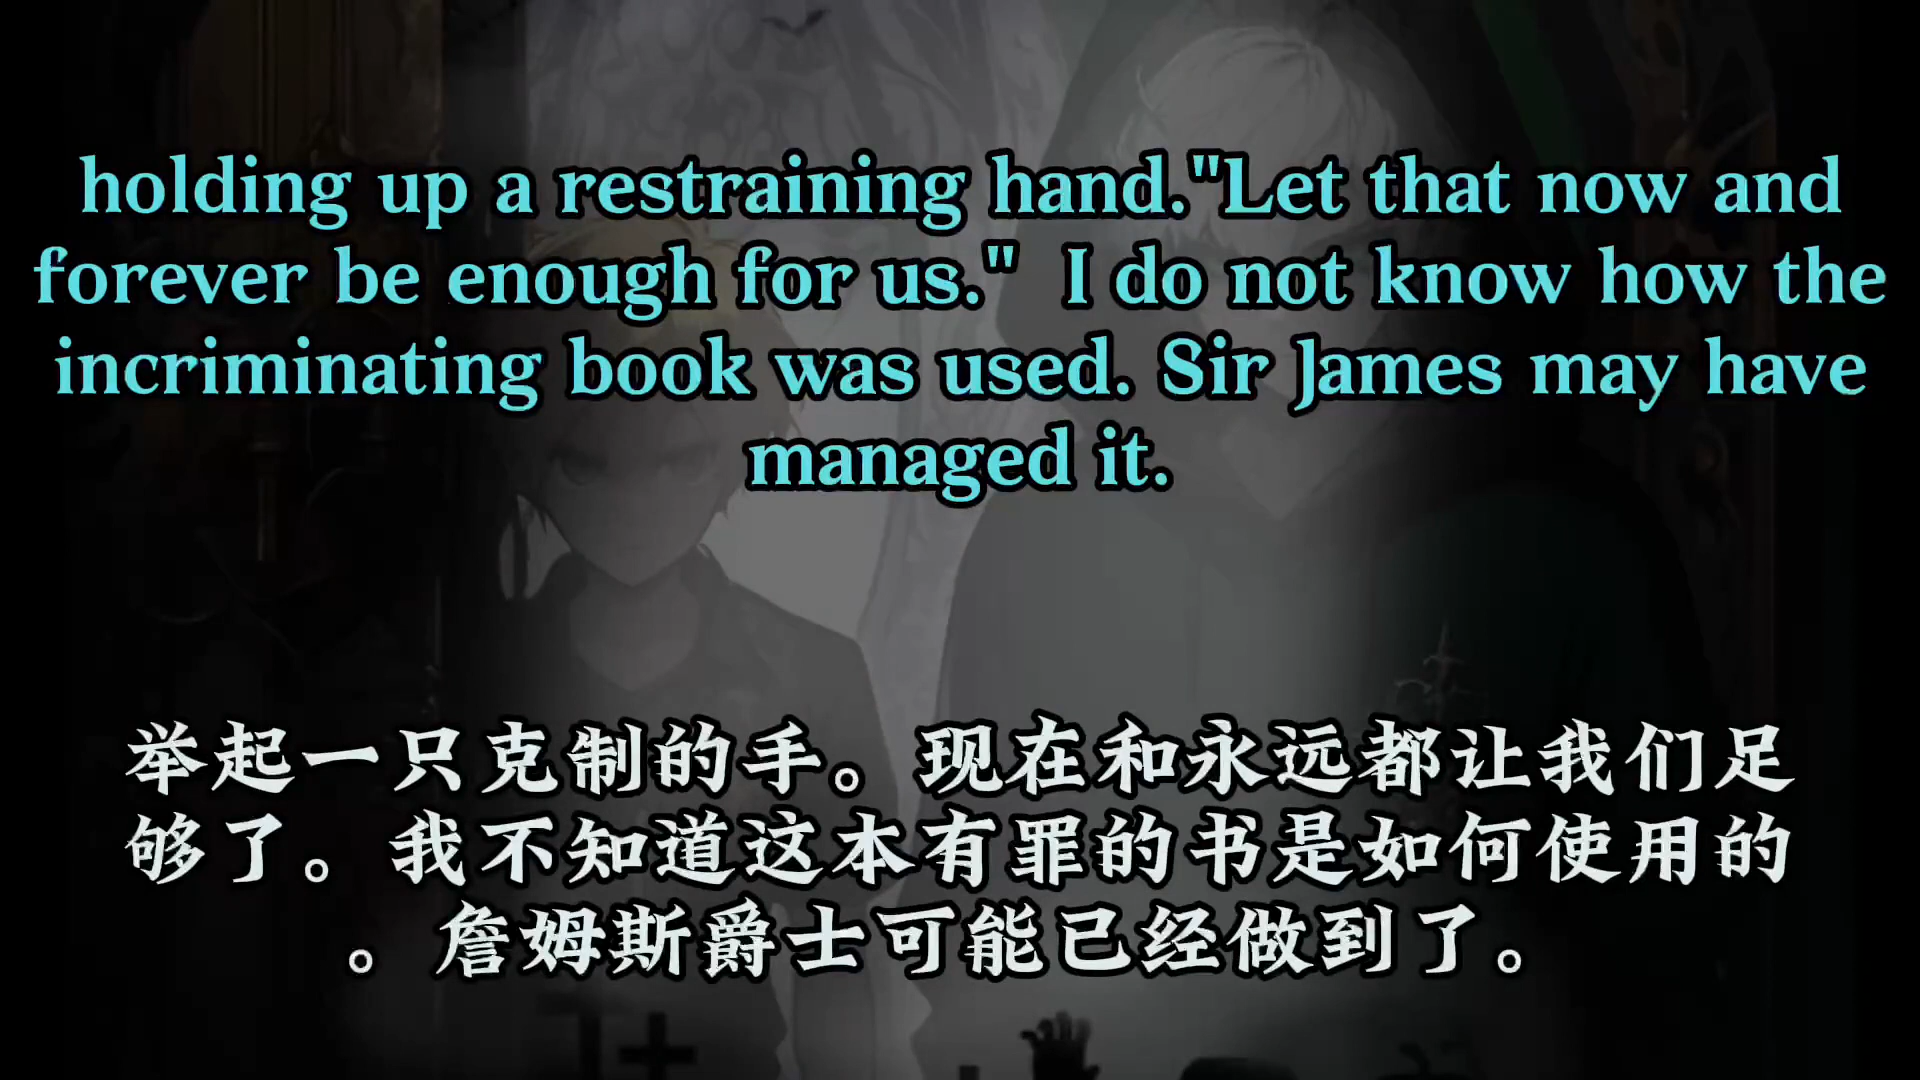 holding up a restraining hand."Let that now and
forever be enough for us."  I do not know how the
incriminating book was used. Sir James may have
managed it.
举起一只克制的手。现在和永远都让我们足
够了。我不知道这本有罪的书是如何使用的
。詹姆斯爵士可能已经做到了。